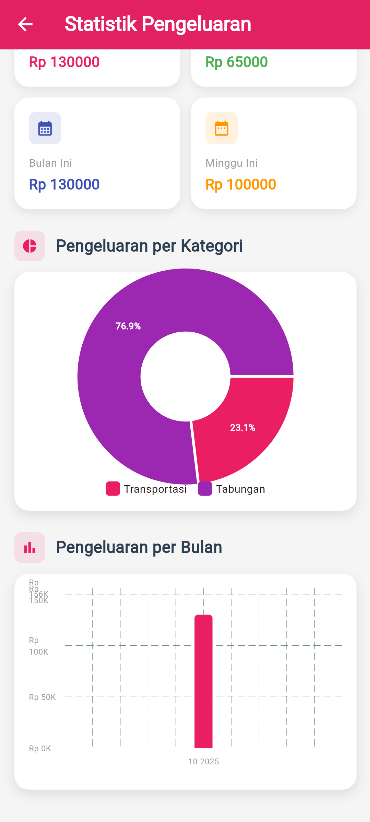 Statistik Pengeluaran
Rp 130000
Rp 65000
Bulan Ini
Rp 130000
Minggu Ini
Rp 100000
Pengeluaran per Kategori
76.9%
23.1%
Transportasi
Tabungan
Pengeluaran per Bulan
Rp
Rp
156K
150K
Rp
100K
Rp 50K
Rp 0K
10 2025